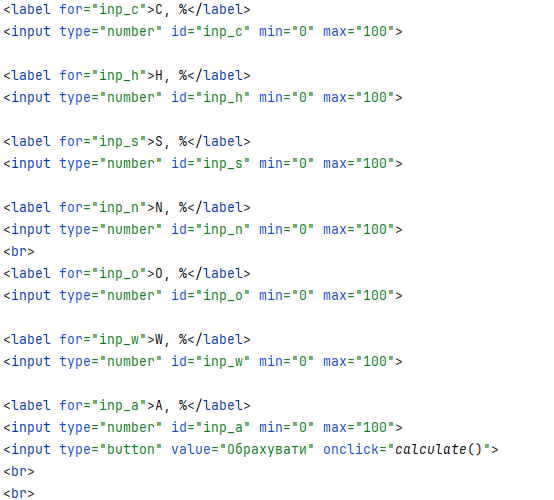 <label for="inp_c">C, %</label>
<input type="number" id="inp_c" min="0" max="100">
<label for="inp_h">H, %</label>
<input type="number" id="inp_h" min="0" max="100">
<label for="inp_s">S, %</label>
<input type="number" id="inp_s" min="0" max="100">
<label for="inp_n">N, %</label>
<input type="number" id="inp_n" min="0" max="100">
<br>
<label for="inp_o">O, %</label>
<input type="number" id="inp_o" min="0" max="100">
<label for="inp_w">W, %</label>
<input type="number" id="inp_w" min="0" max="100">
<label for="inp_a">A, %</label>
<input type="number" id="inp_a" min="0" max="100">
<input type="button" value="Обрахувати" onclick="calculate()">
<br>
<br>